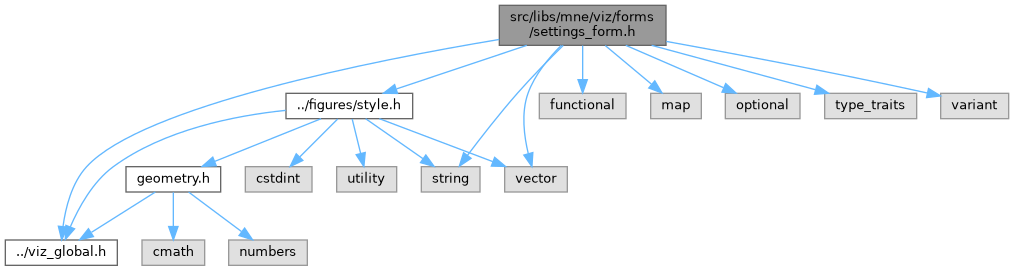 src/libs/mne/viz/forms
/settings_form.h
../figures/style.h
functional
map
optional
type_traits
variant
geometry.h
cstdint
utility
string
vector
../viz_global.h
cmath
numbers